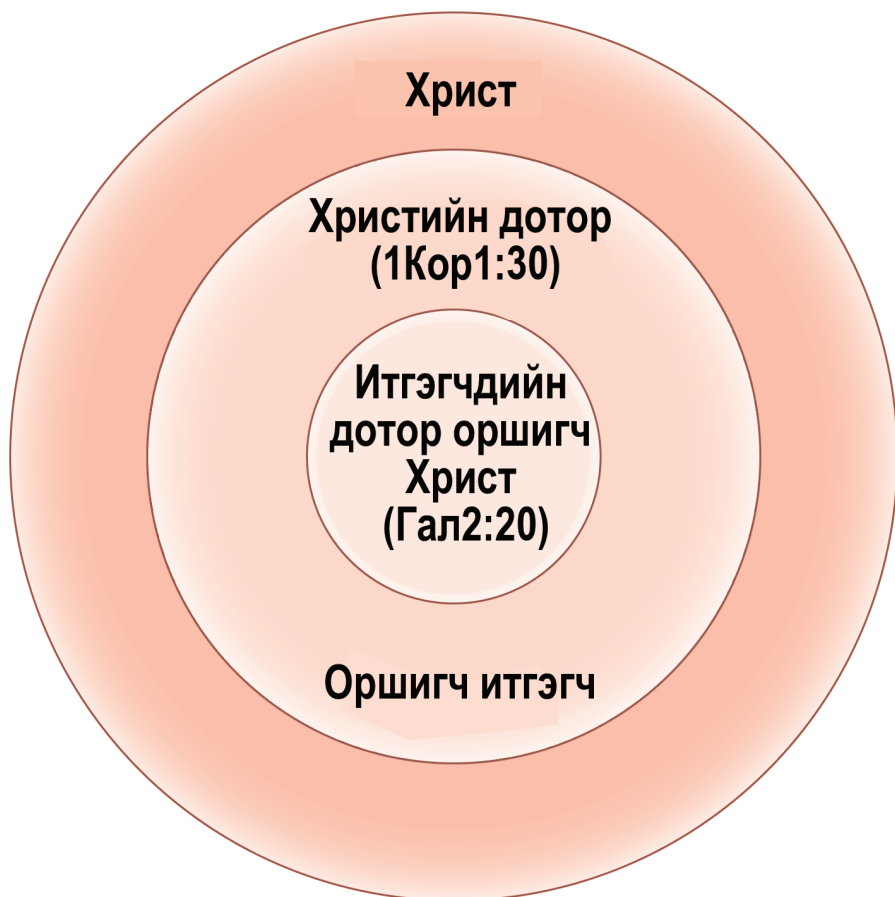 Христ
Христийн дотор
(1Кор1:30)
Итгэгчдийн
дотор оршигч
Христ
(Гал2:20)
Оршигч итгэгч